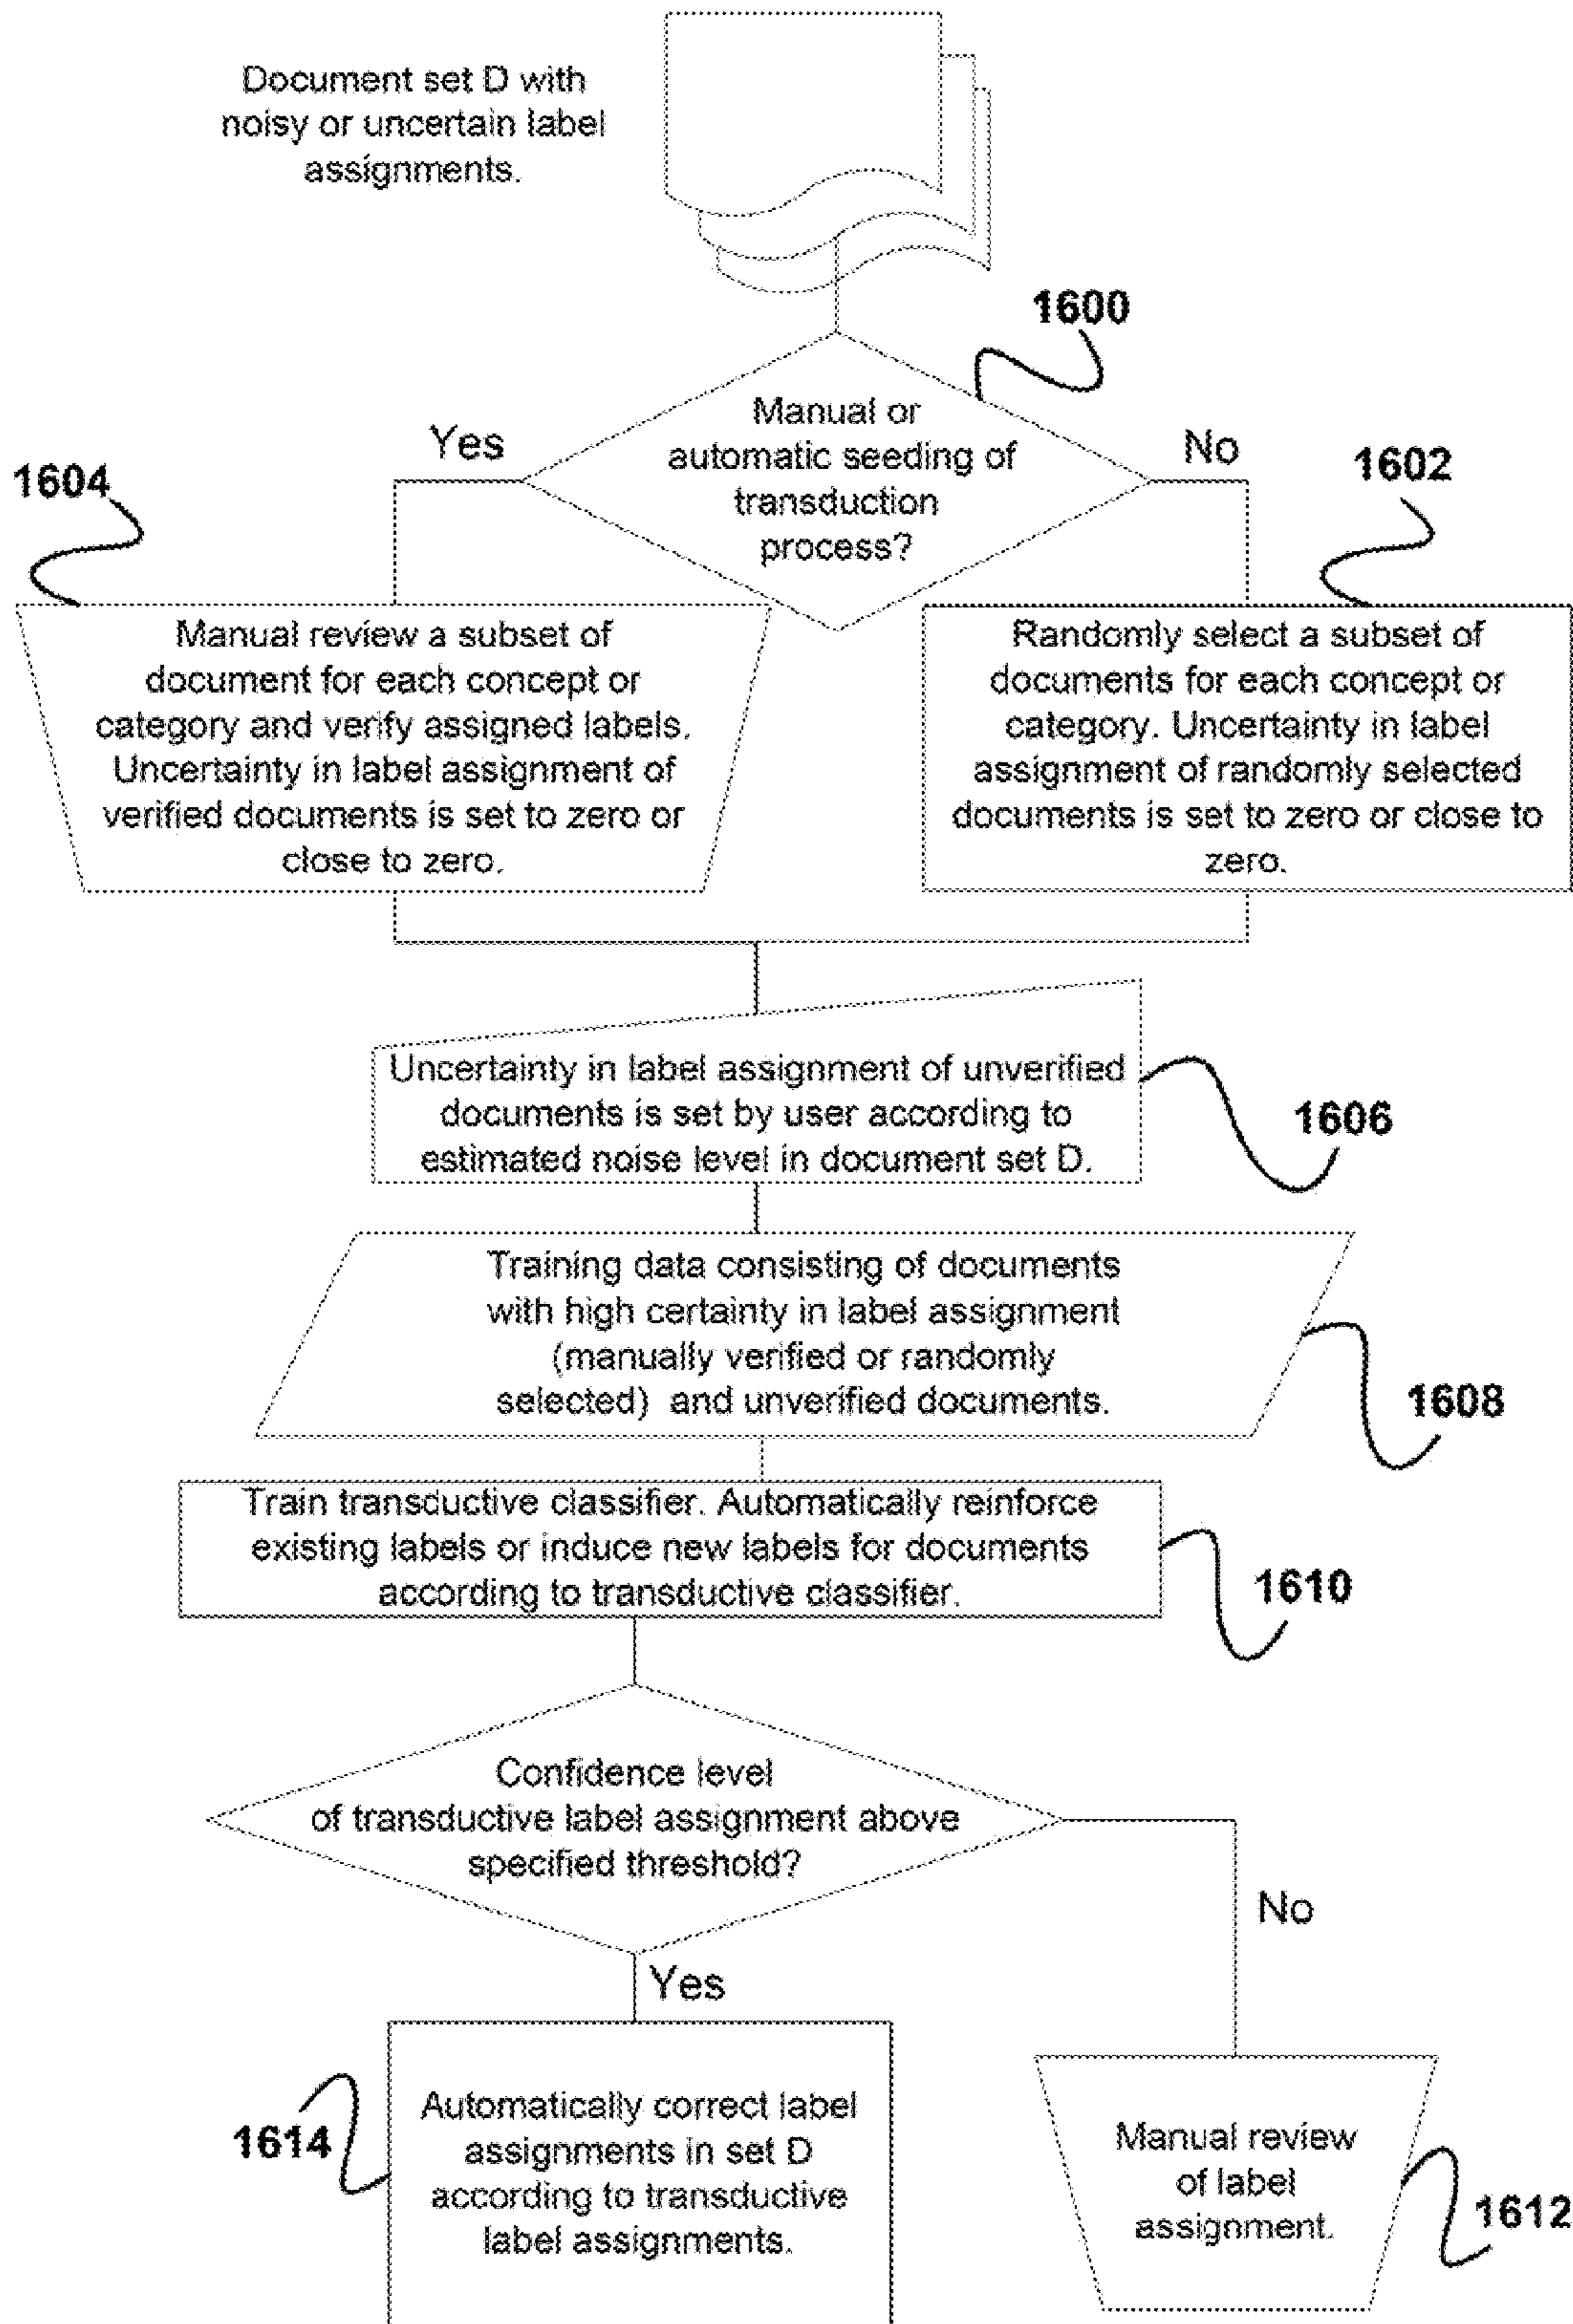 Document set D with
noisy or uncertain label
assignments.
1600
Manual or
automatic seeding of
transduction
process?
Yes
No
1604
1602
Manual review a subset of
document for each concept or
category and verify assigned labels.
Uncertainty in label assignment of
verified documents is set to zero or
close to zero.
Randomly select a subset of
documents for each concept or
category. Uncertainty in label
assignment of randomly selected
documents is set to zero or close to
zero.
Uncertainty in label assignment of unverified
documents is set by user according to
estimated noise level in document set D.
1606
Training data consisting of documents
with high certainty in label assignment
(manually verified or randomly
selected) and unverified documents.
1608
Train transductive classifier. Automatically reinforce
existing labels or induce new labels for documents
according to transductive classifier.
1610
Confidence level
of transductive label assignment above
specified threshold?
No
Yes
Automatically correct label
assignments in set D
according to transductive
label assignments.
1614
Manual review
of label
assignment.
1612